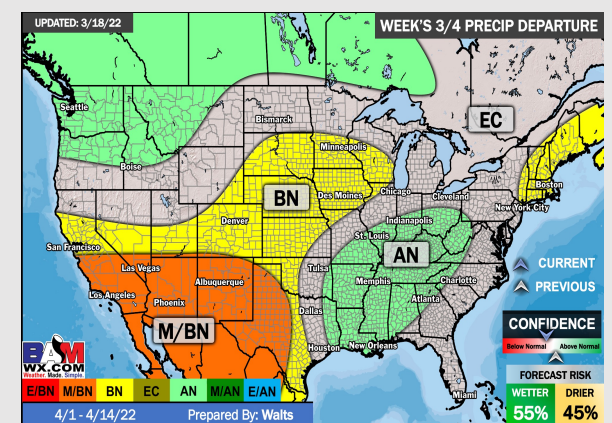 UPDATED: 3/18/22
WEEK'S 3/4 PRECIP DEPARTURE
Seattle
Bismarck
EC
Minneapolis
Boise
Boston
Chicago
Cleveland
Des Moines
BN
New York City
Indianapolis
Denver
St. Louis
San Francisco
AN
CURRENT
Las Vegas
Tulsa
Albuquerque
Memphis
Charlotte
PREVIOUS
Los Angeles
Phoenix
Atlanta
Dallas
M/BN
CONFIDENCE
Houston
New Orleans
Below Normal
Above Normal
BAM
WX.COM
Weather. Made. Simple.
FORECAST RISK
E/BN M/BN BN EC AN M/AN E/AN
Miami
WETTER DRIER
55% 45%
4/1 - 4/14/22
Prepared By: Walts